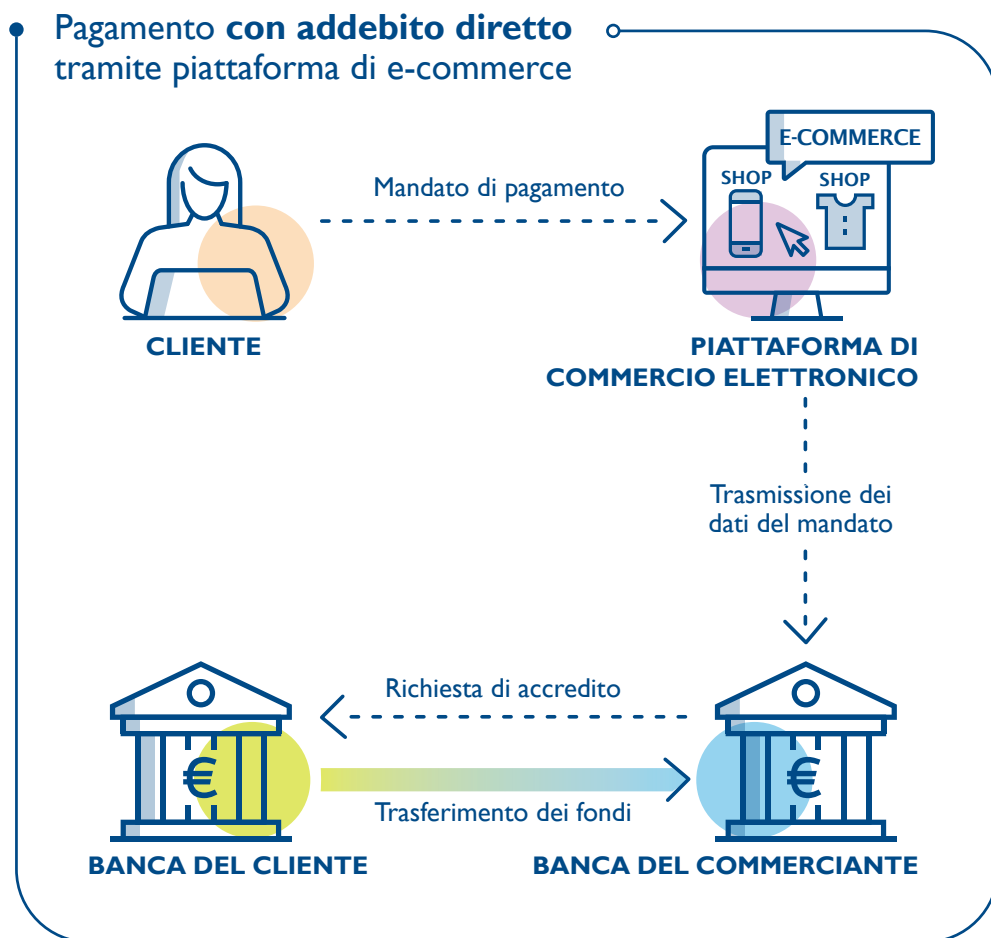 Pagamento con addebito diretto
tramite piattaforma di e-commerce
E-COMMERCE
SHOP
SHOP
Mandato di pagamento
CLIENTE
PIATTAFORMA DI
COMMERCIO ELETTRONICO
Trasmissione dei
dati del mandato
Richiesta di accredito
€
€
Trasferimento dei fondi
BANCA DEL CLIENTE
BANCA DEL COMMERCIANTE